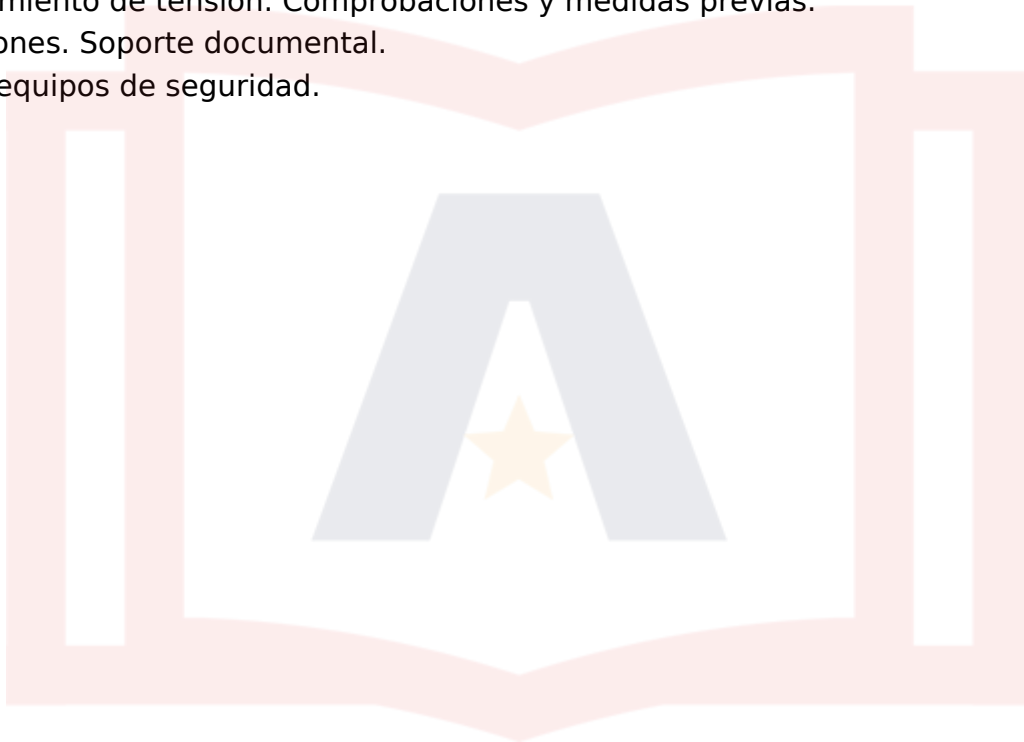 miento de tensión. Comprobaciones y medidas previas.
ones. Soporte documental.
equipos de seguridad.